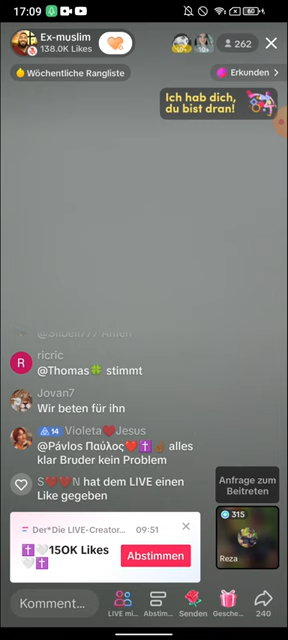 17:09
60
Ex-muslim
138.0K Likes
262
Wöchentliche Rangliste
Erkunden >
Ich hab dich,
du bist dran!
ricric
R
@Thomas🍀 stimmt
Jovan7
Wir beten für ihn
14 Violeta❤️Jesus
@Pávlos Παύλος❤️✝️ alles
klar Bruder kein Problem
S❤️❤️N hat dem LIVE einen
Like gegeben
Anfrage zum
Beitreten
Der*Die LIVE-Creator... 09:51
✝️🤍150K Likes
🤍✝️
Abstimmen
315
Reza
Komment...
LIVE mi...
Abstim...
Senden
Gesche...
240